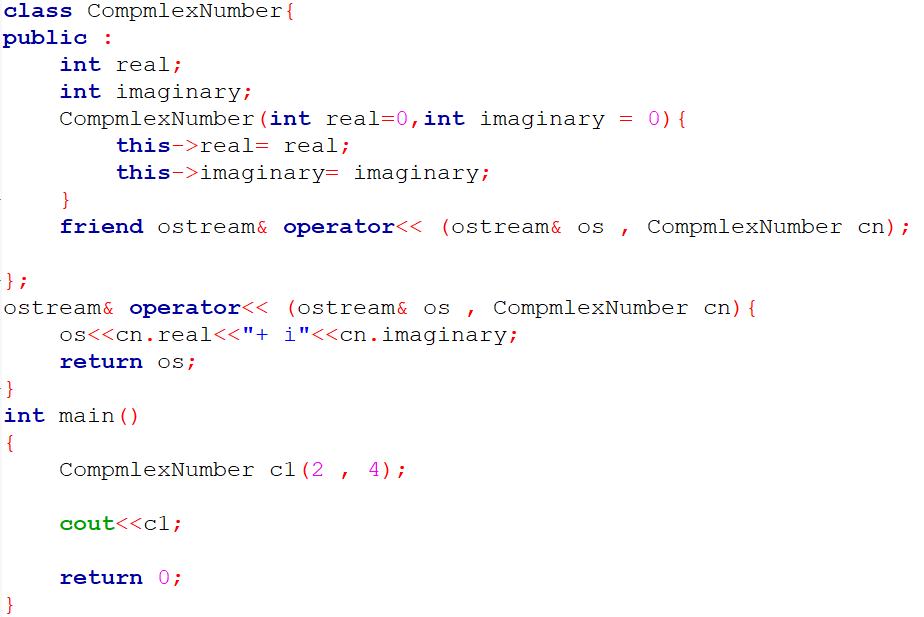 class CompmlexNumber{
public :
    int real;
    int imaginary;
    CompmlexNumber(int real=0,int imaginary = 0){
        this->real= real;
        this->imaginary= imaginary;
    }
    friend ostream& operator<< (ostream& os , CompmlexNumber cn);
};
ostream& operator<< (ostream& os , CompmlexNumber cn){
    os<<cn.real<<"+ i"<<cn.imaginary;
    return os;
}
int main()
{
    CompmlexNumber c1(2 , 4);
    cout<<c1;
    return 0;
}